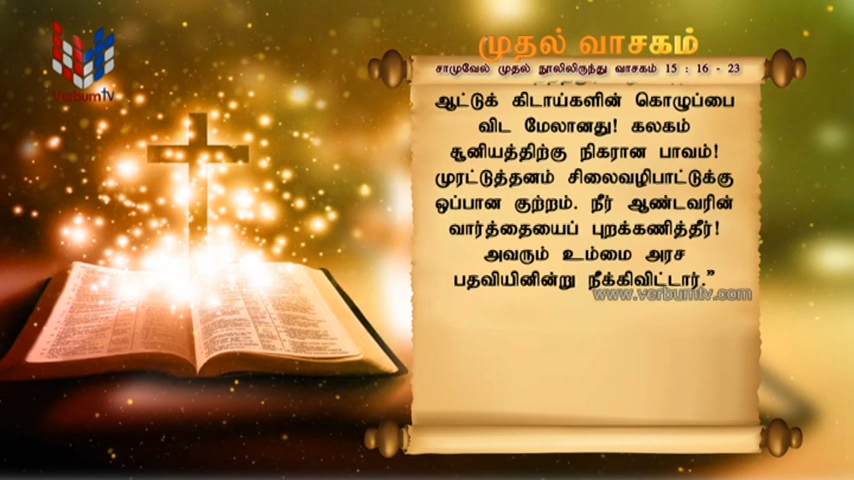 முதல் வாசகம்
VerbumTV
சாமுவேல் முதல் நூலிலிருந்து வாசகம் 15 : 16 - 23
ஆட்டுக் கிடாய்களின் கொழுப்பை
விட மேலானது! கலகம்
சூனியத்திற்கு நிகரான பாவம்!
முரட்டுத்தனம் சிலைவழிபாட்டுக்கு
ஒப்பான குற்றம். நீர் ஆண்டவரின்
வார்த்தையைப் புறக்கணித்தீர்!
அவரும் உம்மை அரச
பதவியினின்று நீக்கிவிட்டார்.”
www.verbumtv.com